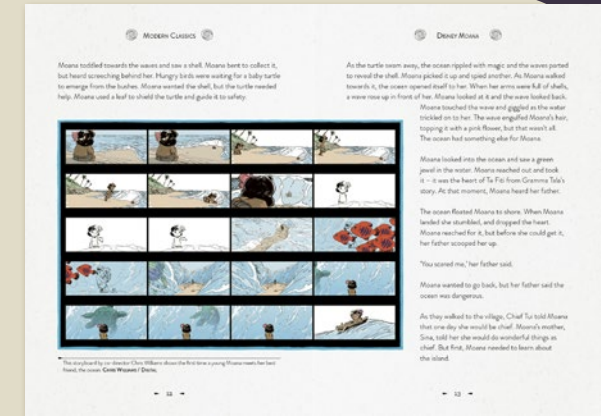 MODERN CLASSICS
Moana toddled towards the waves and saw a shell. Moana bent to collect it,
but heard screeching behind her. Hungry birds were waiting for a baby turtle
to emerge from the bushes. Moana wanted the shell, but the turtle needed
help. Moana used a leaf to shield the turtle and guide it to safety.
The storyboard by co-director Chris Williams shows the first time a young Moana meets her best
friend, the ocean. CHRIS WILLIAMS / DIGITAL
22
DISNEY MOANA
As the turtle swam away, the ocean rippled with magic and the waves parted
to reveal the shell. Moana picked it up and spied another. As Moana walked
towards it, the ocean opened itself to her. When her arms were full of shells,
a wave rose up in front of her. Moana looked at it and the wave looked back.
Moana touched the wave and giggled as the water
trickled on to her. The wave engulfed Moana's hair,
topping it with a pink flower, but that wasn't all.
The ocean had something else for Moana.
Moana looked into the ocean and saw a green
jewel in the water. Moana reached out and took
it – it was the heart of Te Fiti from Gramma Tala's
story. At that moment, Moana heard her father.
The ocean floated Moana to shore. When Moana
landed she stumbled, and dropped the heart.
Moana reached for it, but before she could get it,
her father scooped her up.
'You scared me,' her father said.
Moana wanted to go back, but her father said the
ocean was dangerous.
As they walked to the village, Chief Tui told Moana
that one day she would be chief. Moana's mother,
Sina, told her she would do wonderful things as
chief. But first, Moana needed to learn about
the island.
23